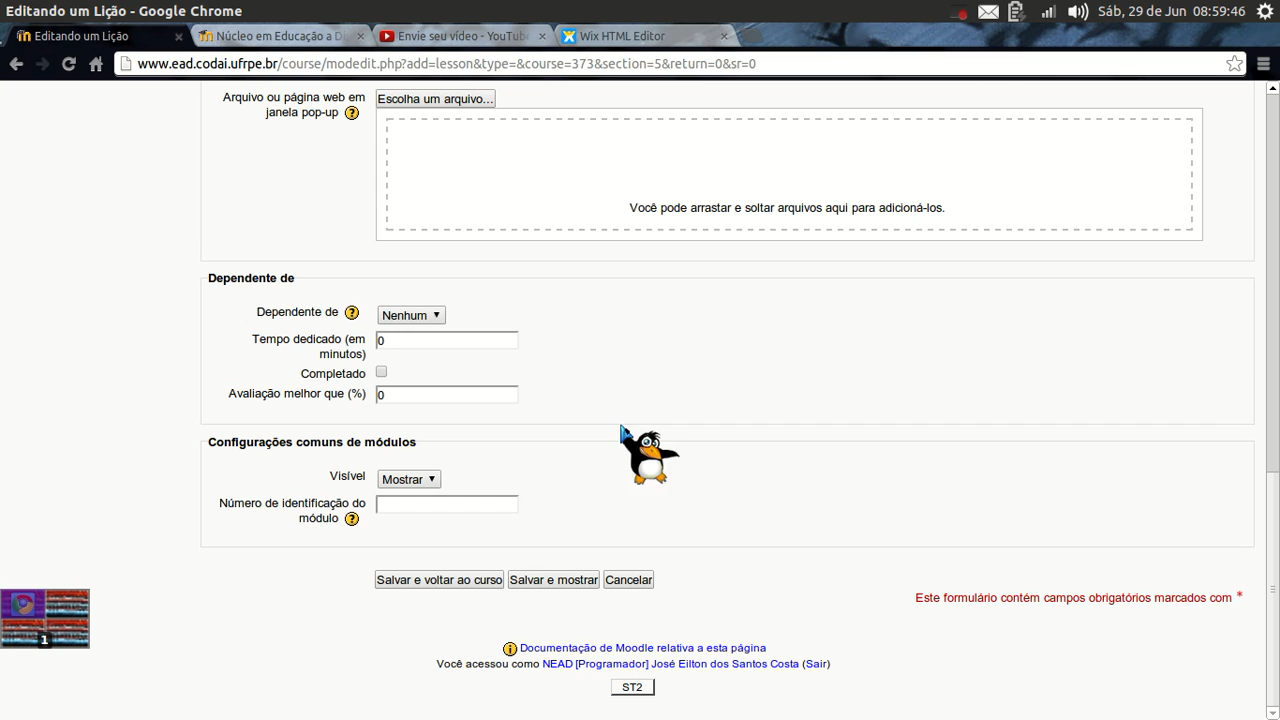 Editando um Lição - Google Chrome
Sáb, 29 de Jun 08:59:46
Editando um Lição
Núcleo em Educação a D
Envie seu vídeo - YouTube
Wix HTML Editor
www.ead.codai.ufrpe.br/course/modedit.php?add=lesson&type=&course=373&section=5&return=0&sr=0
Arquivo ou página web em
janela pop-up
Escolha um arquivo...
Você pode arrastar e soltar arquivos aqui para adicioná-los.
Dependente de
Dependente de
Nenhum
Tempo dedicado (em
minutos)
0
Completado
Avaliação melhor que (%)
0
Configurações comuns de módulos
Visível
Mostrar
Número de identificação do
módulo
Salvar e voltar ao curso
Salvar e mostrar
Cancelar
Este formulário contém campos obrigatórios marcados com *
1
Documentação de Moodle relativa a esta página
Você acessou como NEAD [Programador] José Eilton dos Santos Costa (Sair)
ST2